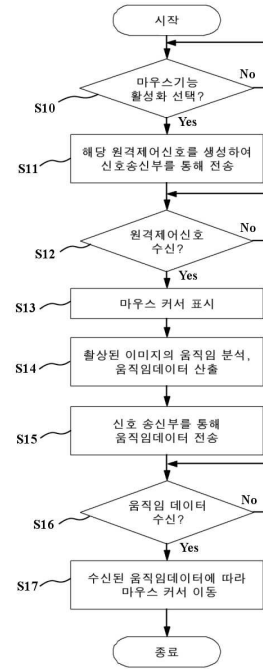 시작
마우스기능
활성화 선택?
No
S10
Yes
해당 원격제어신호를 생성하여
신호송신부를 통해 전송
S11
원격제어신호
수신?
No
S12
Yes
마우스 커서 표시
S13
촬상된 이미지의 움직임 분석,
움직임데이터 산출
S14
신호 송신부를 통해
움직임데이터 전송
S15
움직임 데이터
수신?
No
S16
Yes
수신된 움직임데이터에 따라
마우스 커서 이동
S17
종료